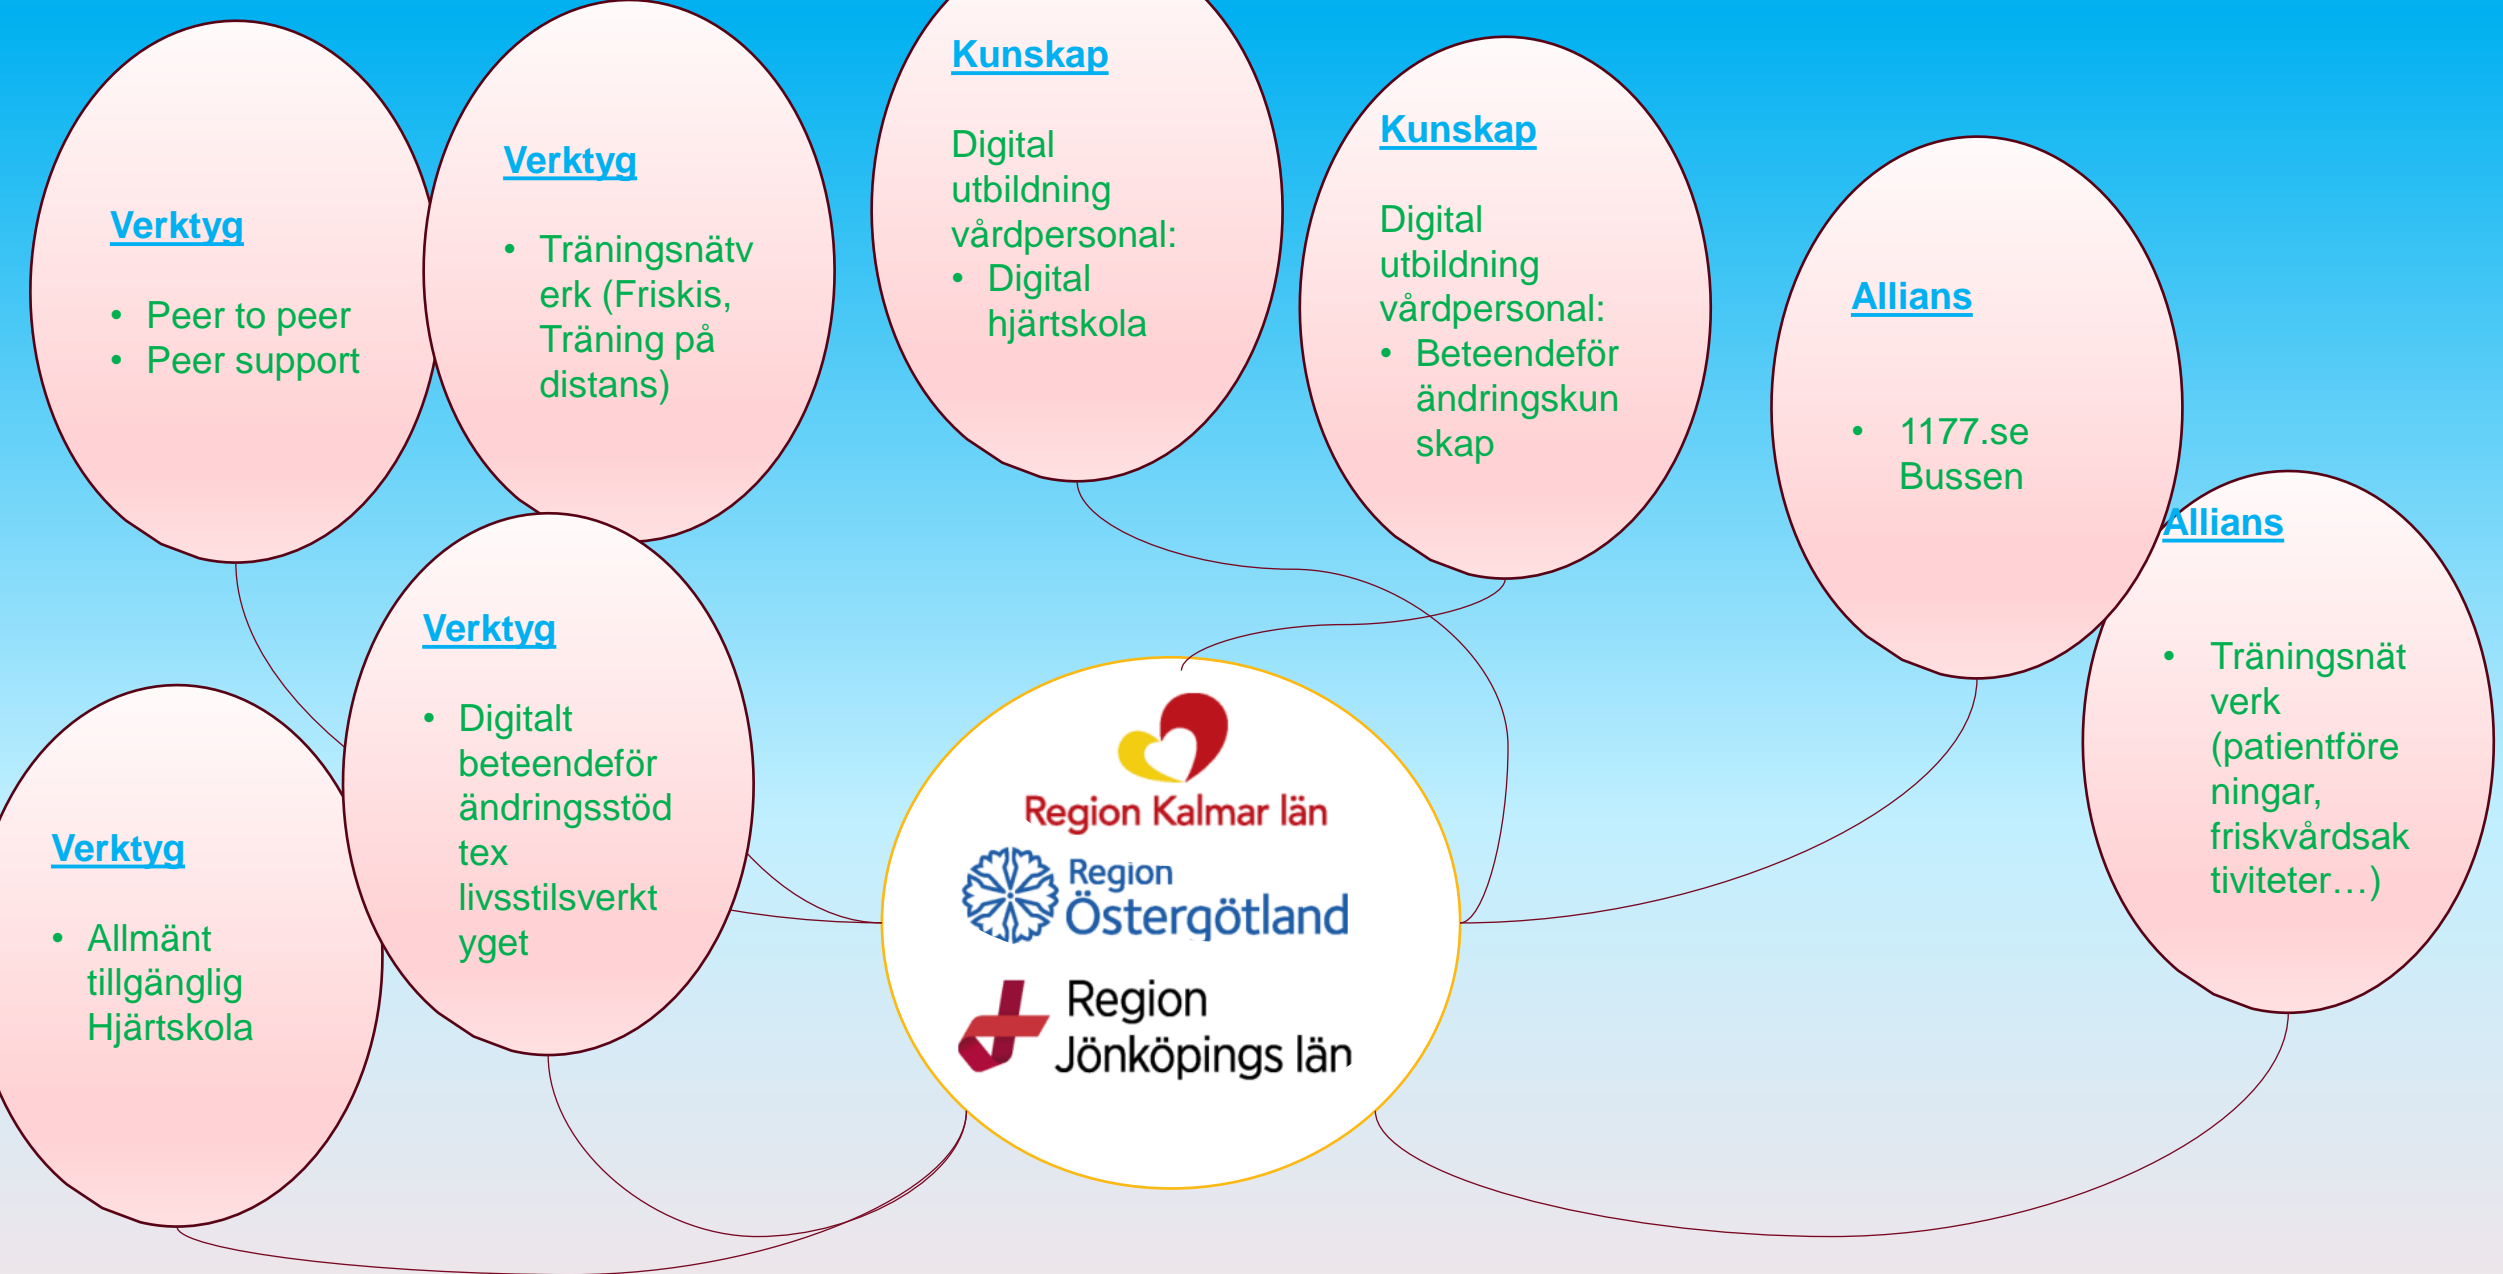 Verktyg
• Peer to peer
• Peer support
Verktyg
• Träningsnätv
erk (Friskis,
Träning på
distans)
Kunskap
Digital
utbildning
vårdpersonal:
• Digital
hjärtskola
Kunskap
Digital
utbildning
vårdpersonal:
• Beteendeför
ändringskun
skap
Allians
• 1177.se
Bussen
Allians
• Träningsnät
verk
(patientföre
ningar,
friskvårdsak
tiviteter…)
Verktyg
• Digitalt
beteendeför
ändringsstöd
tex
livsstilsverkt
yget
Verktyg
• Allmänt
tillgänglig
Hjärtskola
Region Kalmar län
Region
Östergötland
Region
Jönköpings län